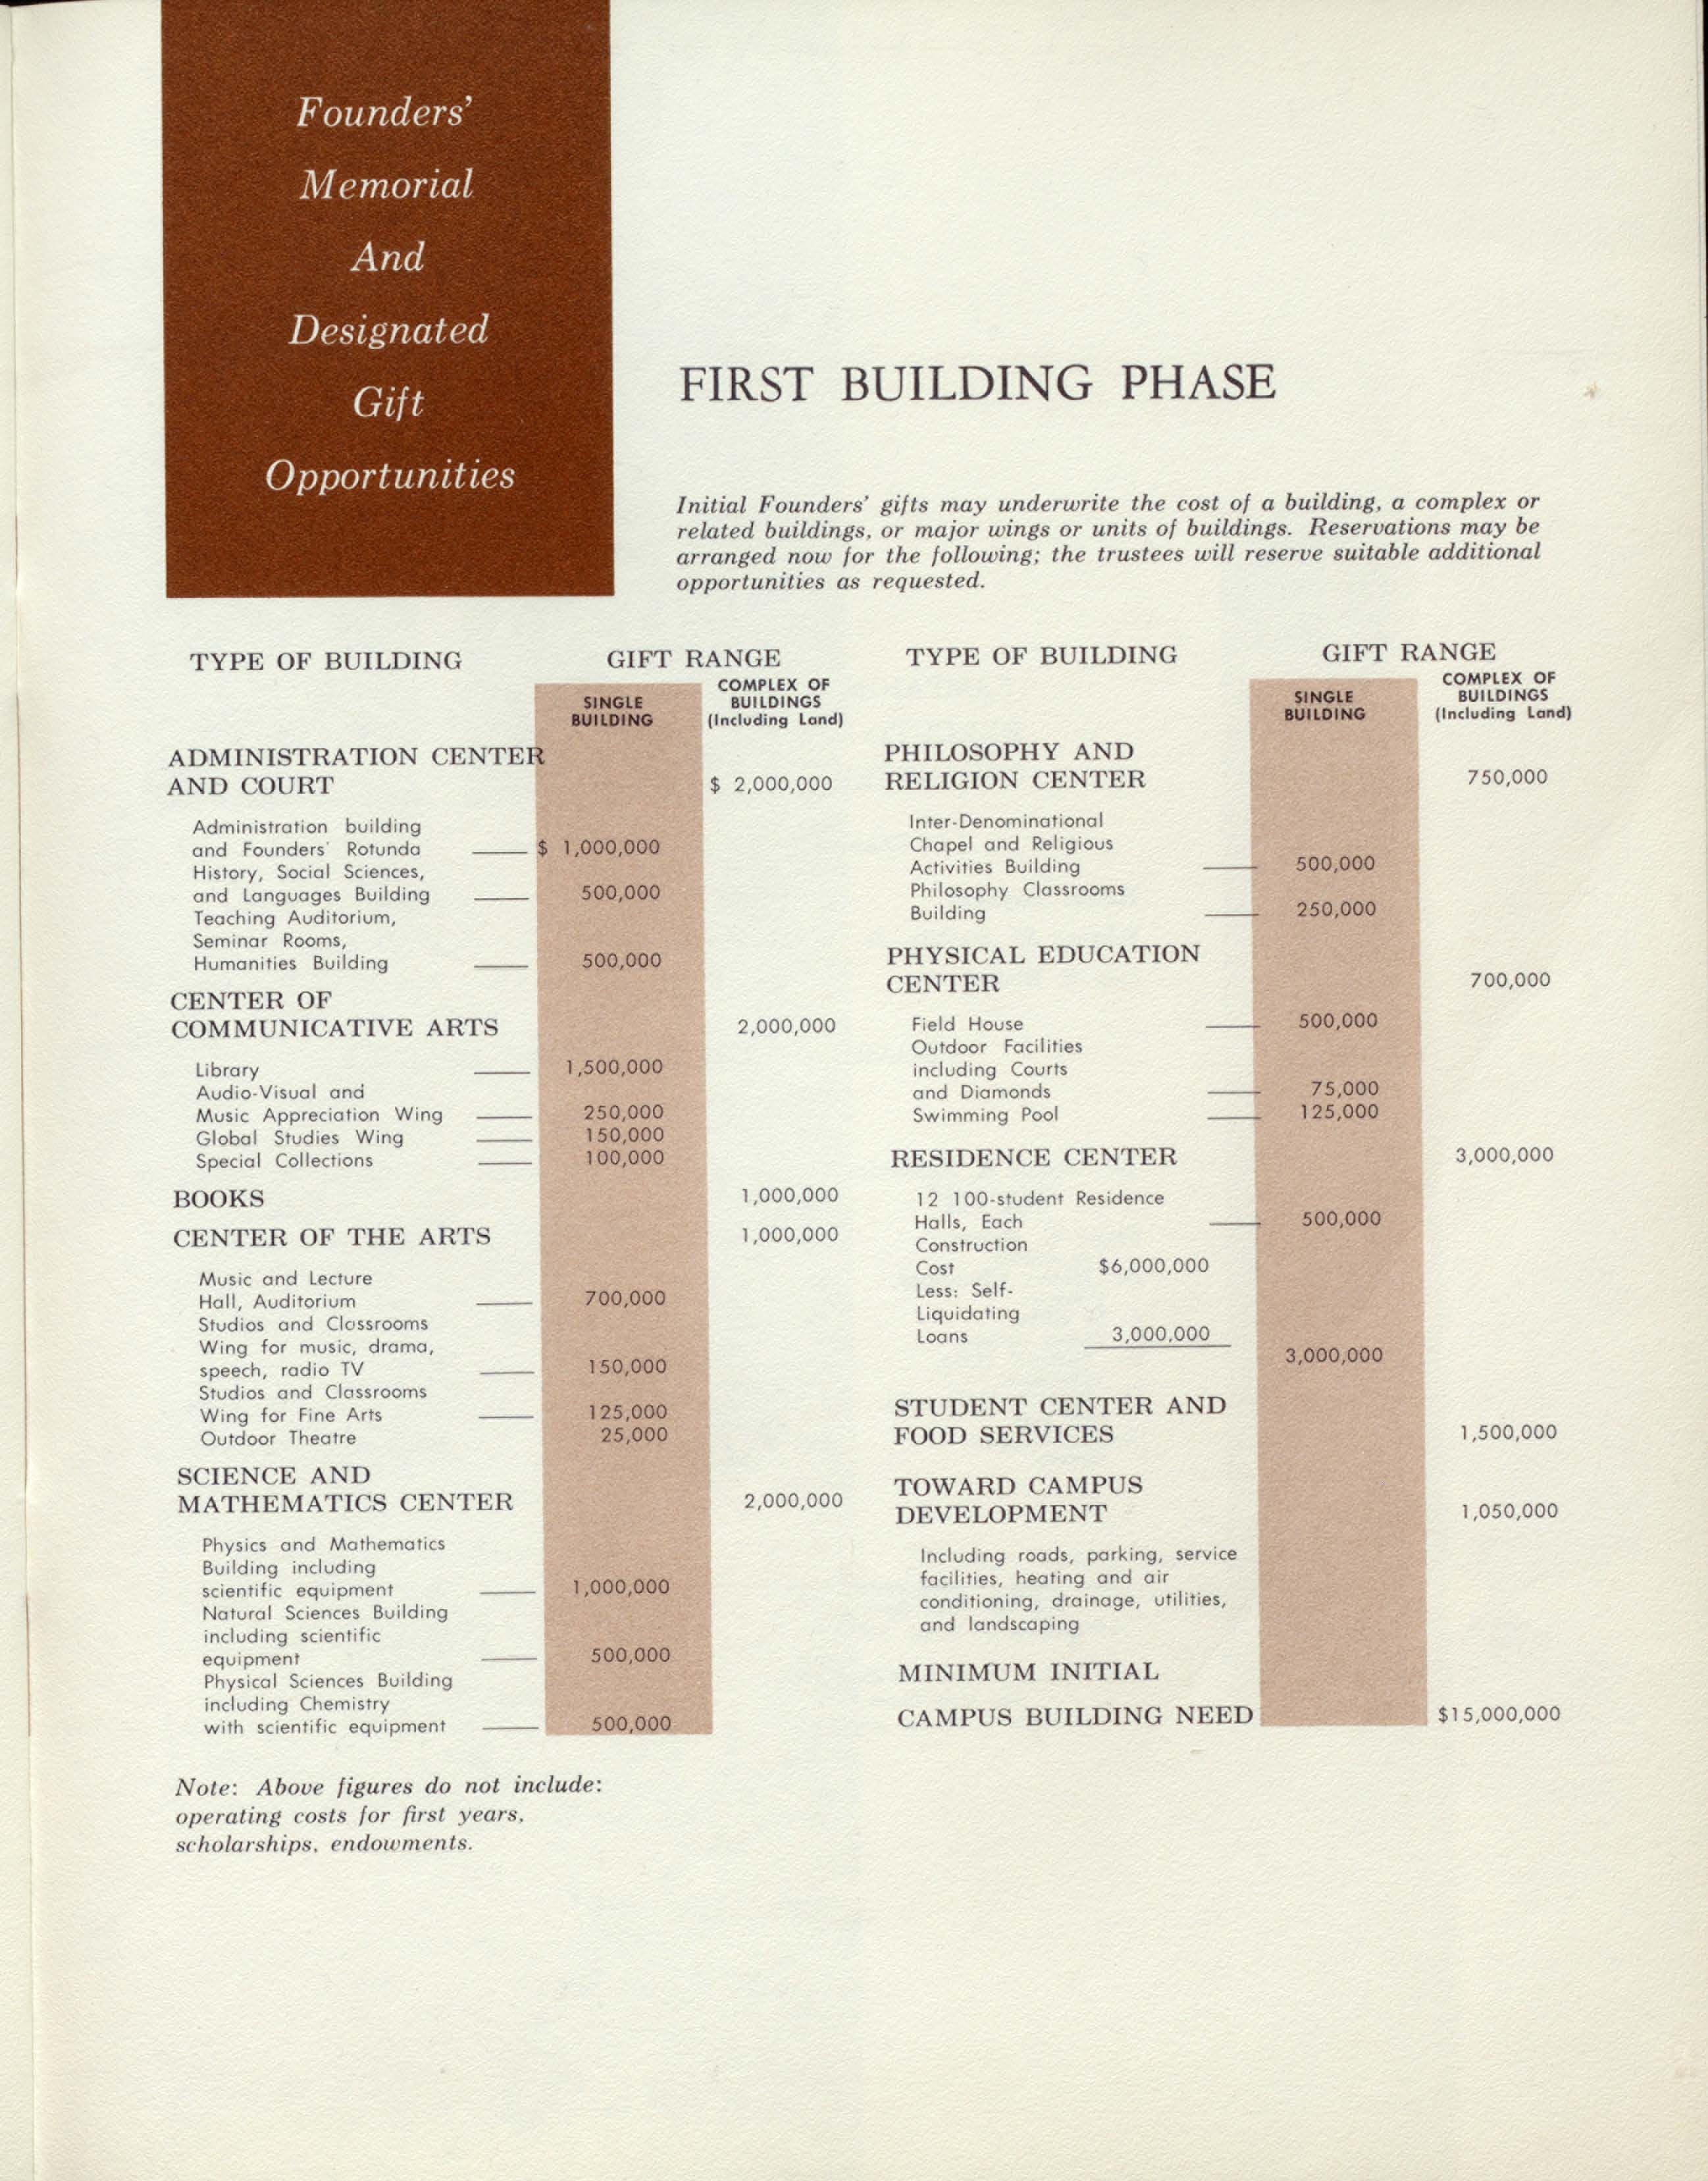 Founders'
Memorial
And
Designated
Gift
Opportunities
FIRST BUILDING PHASE
Initial Founders' gifts may underwrite the cost of a building, a complex or
related buildings, or major wings or units of buildings. Reservations may be
arranged now for the following; the trustees will reserve suitable additional
opportunities as requested.
TYPE OF BUILDING GIFT RANGE
SINGLE BUILDING
COMPLEX OF BUILDINGS (Including Land)
ADMINISTRATION CENTER
AND COURT $ 2,000,000
Administration building
and Founders' Rotunda $ 1,000,000
History, Social Sciences,
and Languages Building 500,000
Teaching Auditorium,
Seminar Rooms,
Humanities Building 500,000
CENTER OF
COMMUNICATIVE ARTS 2,000,000
Library 1,500,000
Audio-Visual and
Music Appreciation Wing 250,000
Global Studies Wing 150,000
Special Collections 100,000
BOOKS 1,000,000
CENTER OF THE ARTS 1,000,000
Music and Lecture
Hall, Auditorium 700,000
Studios and Classrooms
Wing for music, drama,
speech, radio TV 150,000
Studios and Classrooms
Wing for Fine Arts 125,000
Outdoor Theatre 25,000
SCIENCE AND
MATHEMATICS CENTER 2,000,000
Physics and Mathematics
Building including
scientific equipment 1,000,000
Natural Sciences Building
including scientific
equipment 500,000
Physical Sciences Building
including Chemistry
with scientific equipment 500,000
Note: Above figures do not include:
operating costs for first years,
scholarships, endowments.
TYPE OF BUILDING GIFT RANGE
SINGLE BUILDING
COMPLEX OF BUILDINGS (Including Land)
PHILOSOPHY AND
RELIGION CENTER 750,000
Inter-Denominational
Chapel and Religious
Activities Building 500,000
Philosophy Classrooms
Building 250,000
PHYSICAL EDUCATION
CENTER 700,000
Field House 500,000
Outdoor Facilities
including Courts
and Diamonds 75,000
Swimming Pool 125,000
RESIDENCE CENTER 3,000,000
12 100-student Residence
Halls, Each 500,000
Construction
Cost $6,000,000
Less: Self-
Liquidating
Loans 3,000,000
3,000,000
STUDENT CENTER AND
FOOD SERVICES 1,500,000
TOWARD CAMPUS
DEVELOPMENT 1,050,000
Including roads, parking, service
facilities, heating and air
conditioning, drainage, utilities,
and landscaping
MINIMUM INITIAL
CAMPUS BUILDING NEED $15,000,000